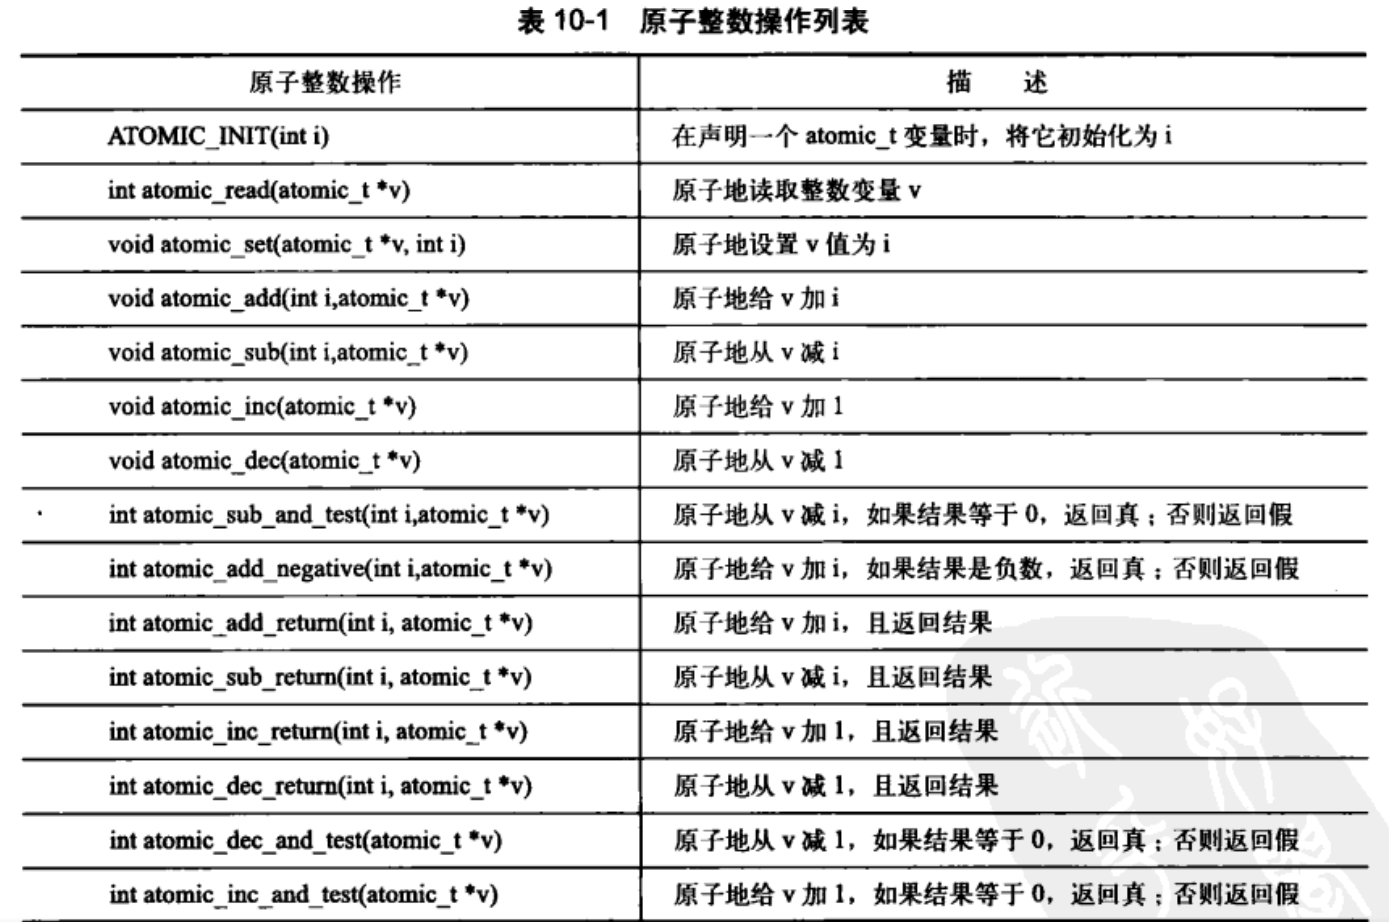 表 10-1 原子整数操作列表
原子整数操作 描 述
ATOMIC_INIT(int i) 在声明一个 atomic_t 变量时，将它初始化为 i
int atomic_read(atomic_t *v) 原子地读取整数变量 v
void atomic_set(atomic_t *v, int i) 原子地设置 v 值为 i
void atomic_add(int i,atomic_t *v) 原子地给 v 加 i
void atomic_sub(int i,atomic_t *v) 原子地从 v 减 i
void atomic_inc(atomic_t *v) 原子地给 v 加 1
void atomic_dec(atomic_t *v) 原子地从 v 减 1
int atomic_sub_and_test(int i,atomic_t *v) 原子地从 v 减 i，如果结果等于 0，返回真；否则返回假
int atomic_add_negative(int i,atomic_t *v) 原子地给 v 加 i，如果结果是负数，返回真；否则返回假
int atomic_add_return(int i, atomic_t *v) 原子地给 v 加 i，且返回结果
int atomic_sub_return(int i, atomic_t *v) 原子地从 v 减 i，且返回结果
int atomic_inc_return(int i, atomic_t *v) 原子地给 v 加 1，且返回结果
int atomic_dec_return(int i, atomic_t *v) 原子地从 v 减 1，且返回结果
int atomic_dec_and_test(atomic_t *v) 原子地从 v 减 1，如果结果等于 0，返回真；否则返回假
int atomic_inc_and_test(atomic_t *v) 原子地给 v 加 1，如果结果等于 0，返回真；否则返回假